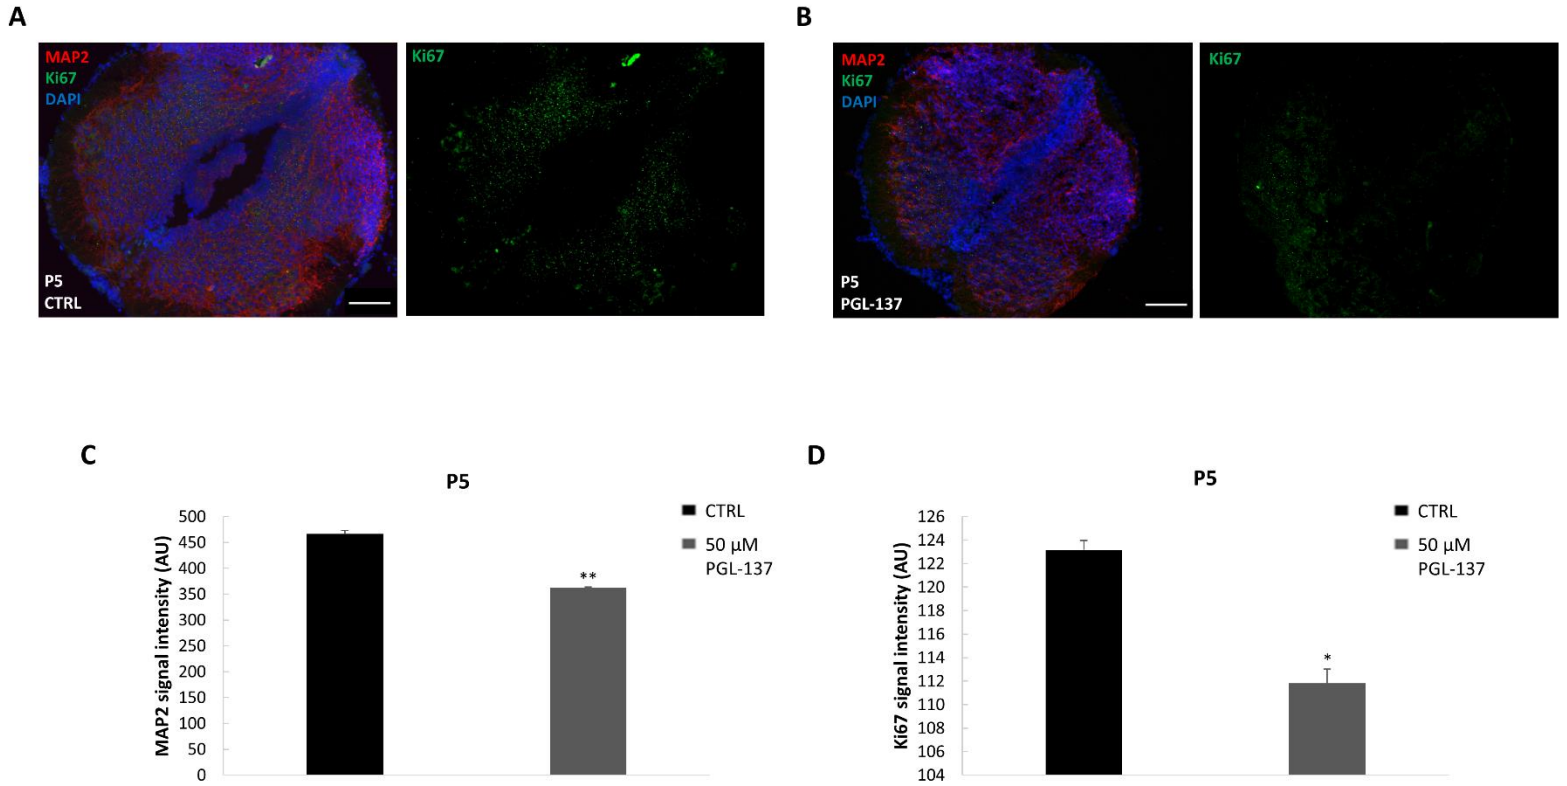 A
B
MAP2
Ki67
DAPI
P5
CTRL
Ki67
MAP2
Ki67
DAPI
P5
PGL-137
Ki67
C
P5
MAP2 signal intensity (AU)
500
450
400
350
300
250
200
150
100
50
0
**
CTRL
50 µM
PGL-137
D
P5
Ki67 signal intensity (AU)
126
124
122
120
118
116
114
112
110
108
106
104
*
CTRL
50 µM
PGL-137